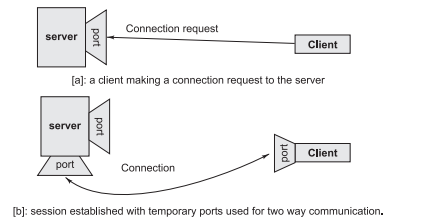 Connection request
server
port
Client
[a]: a client making a connection request to the server
server
port
port
Connection
port
Client
[b]: session established with temporary ports used for two way communication.